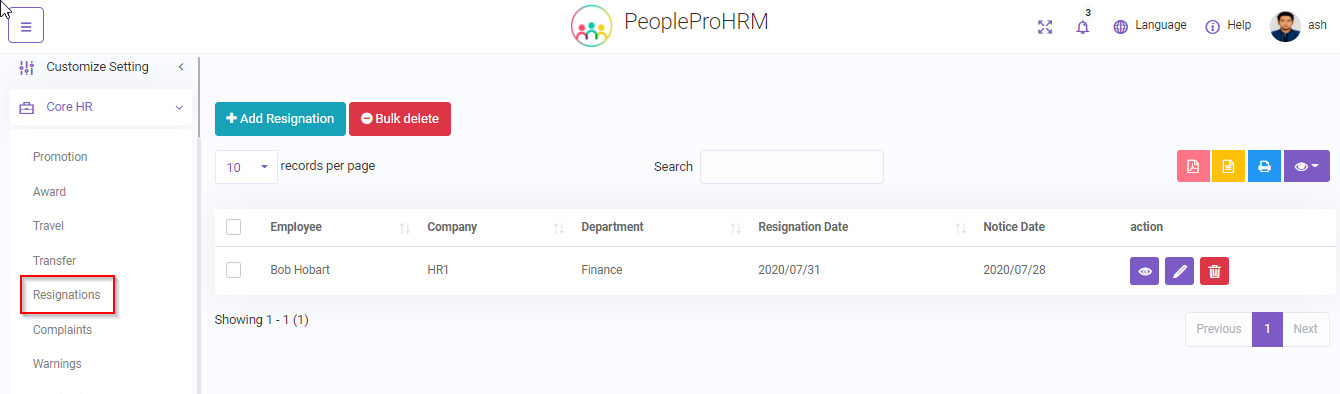 PeopleProHRM
3
Language
Help
ash
Customize Setting
Core HR
Promotion
Award
Travel
Transfer
Resignations
Complaints
Warnings
Add Resignation
Bulk delete
10 records per page
Search
Employee Company Department Resignation Date Notice Date action
Bob Hobart HR1 Finance 2020/07/31 2020/07/28
Showing 1 - 1 (1)
Previous 1 Next